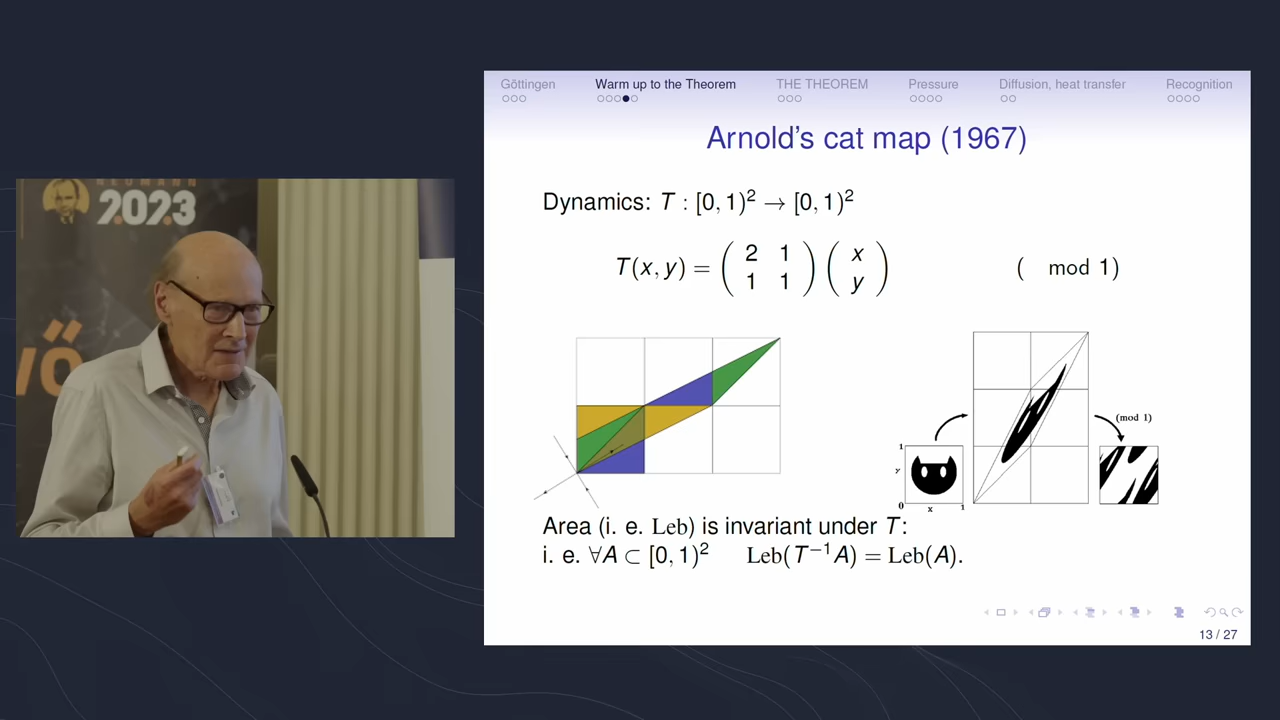 NEUMANN
2023
VŐ
Göttingen Warm up to the Theorem THE THEOREM Pressure Diffusion, heat transfer Recognition
Arnold's cat map (1967)
Dynamics: T : [0, 1)² → [0, 1)²
T(x, y) = ( 2 1 ) ( x ) ( mod 1)
( 1 1 ) ( y )
(mod 1)
1
y
0 x 1
Area (i. e. Leb) is invariant under T:
i. e. ∀A ⊂ [0, 1)² Leb(T⁻¹A) = Leb(A).
13 / 27